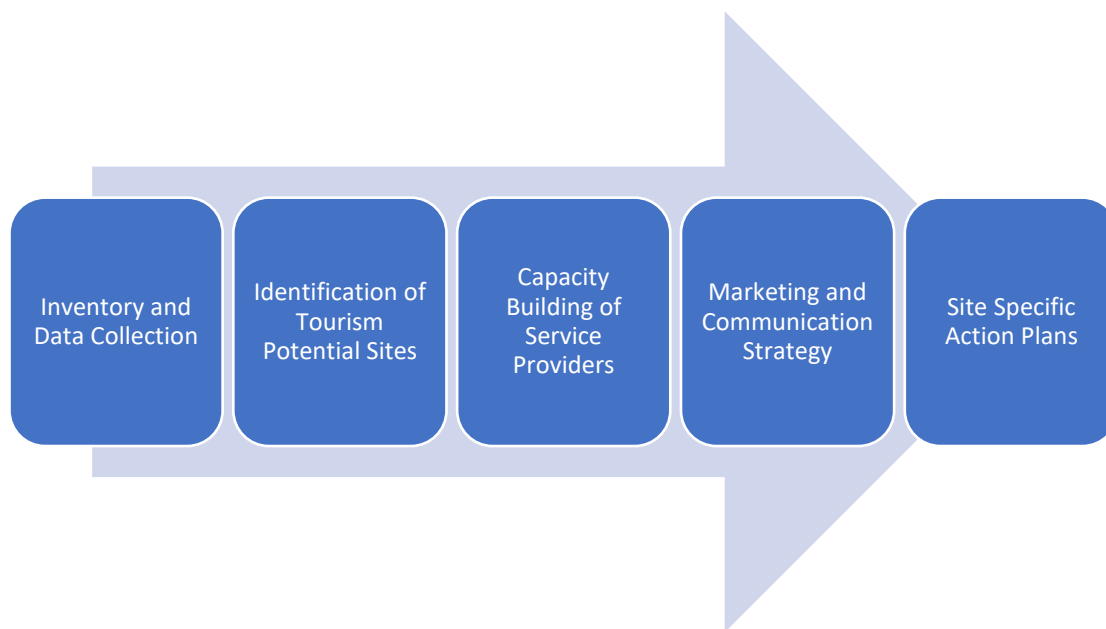 Inventory and
Data Collection
Identification of
Tourism
Potential Sites
Capacity
Building of
Service
Providers
Marketing and
Communication
Strategy
Site Specific
Action Plans